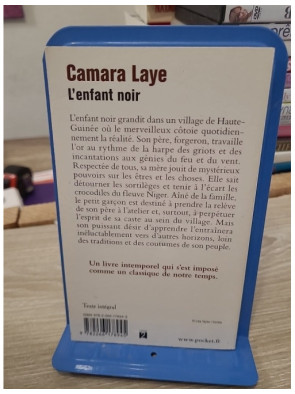 Camara Laye
L'enfant noir
L'enfant noir grandit dans un village de Haute-
Guinée où le merveilleux côtoie quotidien-
nement la réalité. Son père, forgeron, travaille
l'or au rythme de la harpe des griots et des
incantations aux génies du feu et du vent.
Respectée de tous, sa mère jouit de mystérieux
pouvoirs sur les êtres et les choses. Elle sait
détourner les sortilèges et tenir à l'écart les
crocodiles du fleuve Niger. Aîné de la famille,
le petit garçon est destiné à prendre la relève
de son père à l'atelier et, surtout, à perpétuer
l'esprit de sa caste au sein du village. Mais
son puissant désir d'apprendre l'entraînera
inéluctablement vers d'autres horizons, loin
des traditions et des coutumes de son peuple.
Un livre intemporel qui s'est imposé
comme un classique de notre temps.
Texte intégral
www.pocket.fr